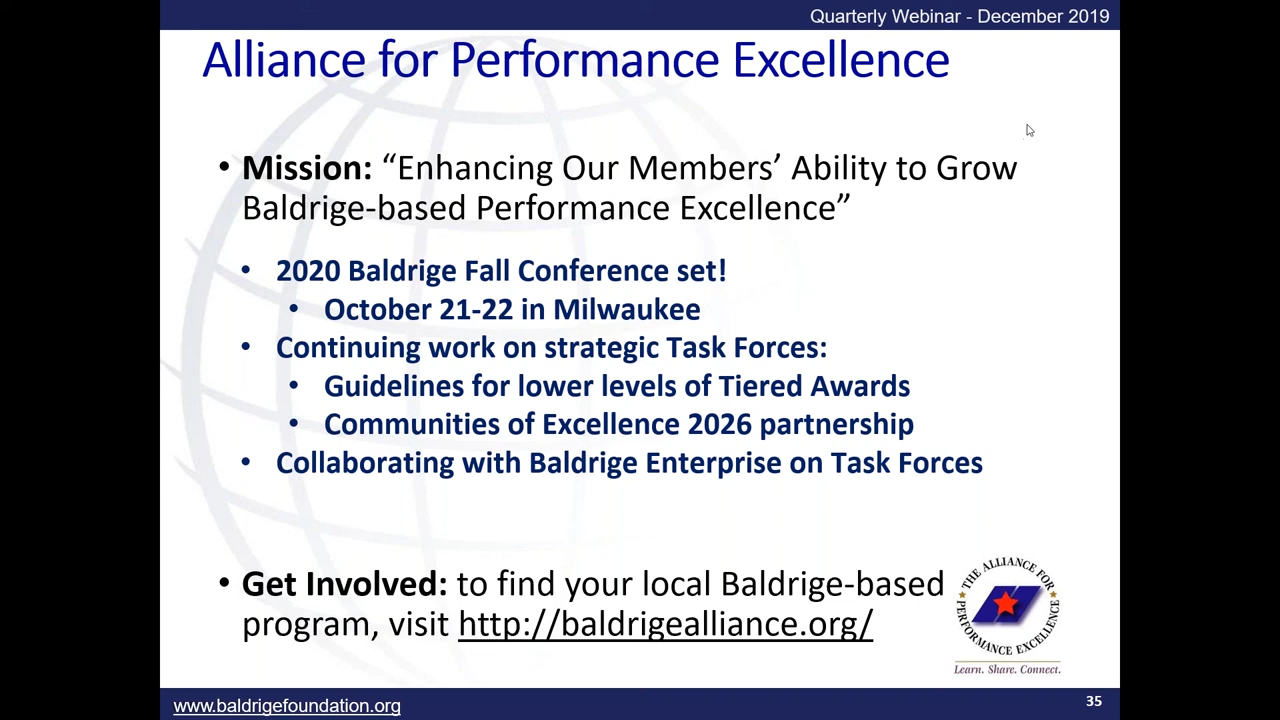 Quarterly Webinar - December 2019
Alliance for Performance Excellence
• Mission: “Enhancing Our Members’ Ability to Grow
Baldrige-based Performance Excellence”
• 2020 Baldrige Fall Conference set!
• October 21-22 in Milwaukee
• Continuing work on strategic Task Forces:
• Guidelines for lower levels of Tiered Awards
• Communities of Excellence 2026 partnership
• Collaborating with Baldrige Enterprise on Task Forces
• Get Involved: to find your local Baldrige-based
program, visit http://baldrigealliance.org/
THE ALLIANCE FOR
PERFORMANCE EXCELLENCE
Learn. Share. Connect.
www.baldrigefoundation.org
35